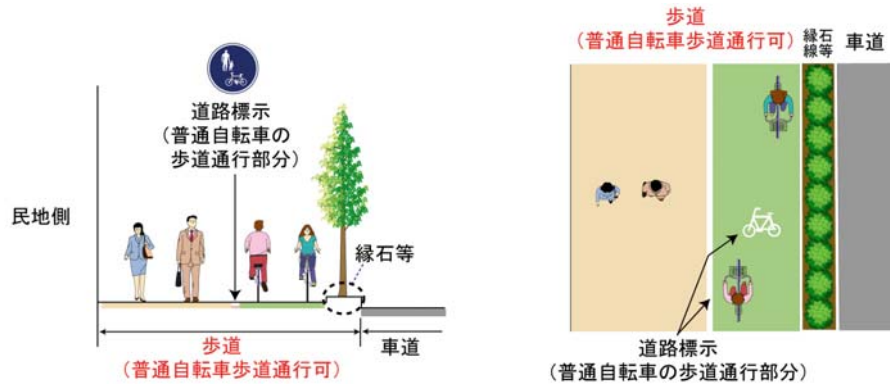 道路標示
(普通自転車の
歩道通行部分)
民地側
縁石等
歩道
(普通自転車歩道通行可)
車道
歩道
(普通自転車歩道通行可)
縁石
線等
車道
道路標示
(普通自転車の歩道通行部分)